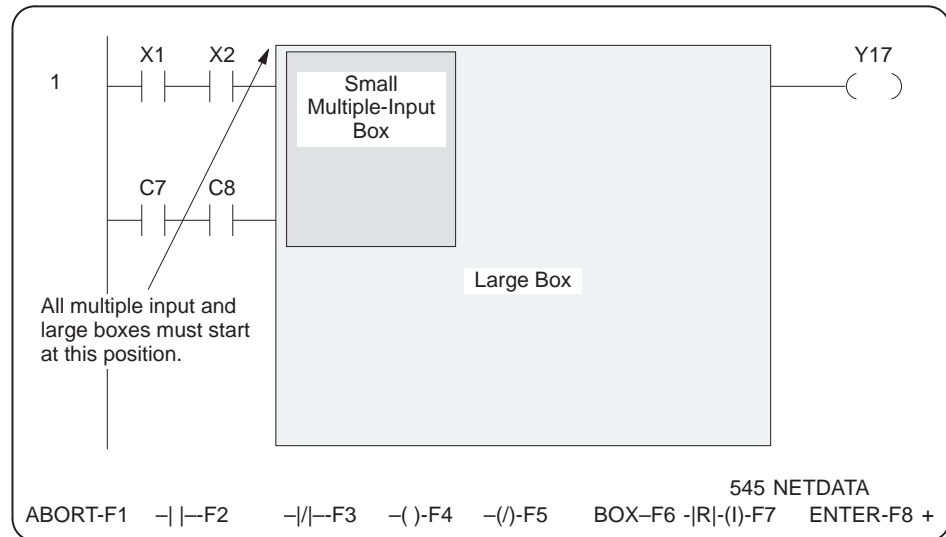 X1 X2 Y17
1
Small
Multiple-Input
Box
C7 C8
Large Box
All multiple input and
large boxes must start
at this position.
545 NETDATA
ABORT-F1 –| |–-F2 –|/|–-F3 –( )-F4 –(/)-F5 BOX–F6 -|R|-(I)-F7 ENTER-F8 +